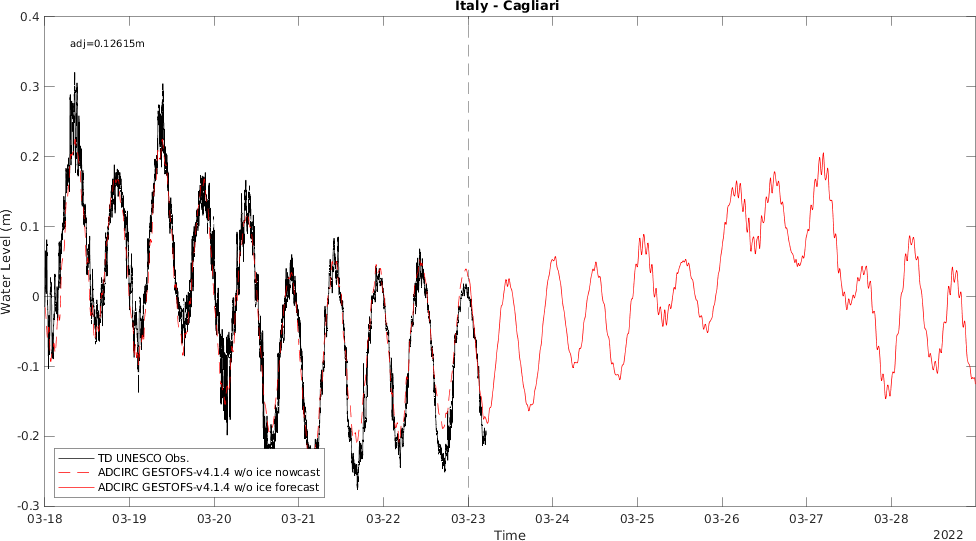 Italy - Cagliari
adj=0.12615m
0.4
0.3
0.2
0.1
0
-0.1
-0.2
-0.3
Water Level (m)
TD UNESCO Obs.
ADCIRC GESTOFS-v4.1.4 w/o ice nowcast
ADCIRC GESTOFS-v4.1.4 w/o ice forecast
03-18 03-19 03-20 03-21 03-22 03-23 03-24 03-25 03-26 03-27 03-28
Time
2022